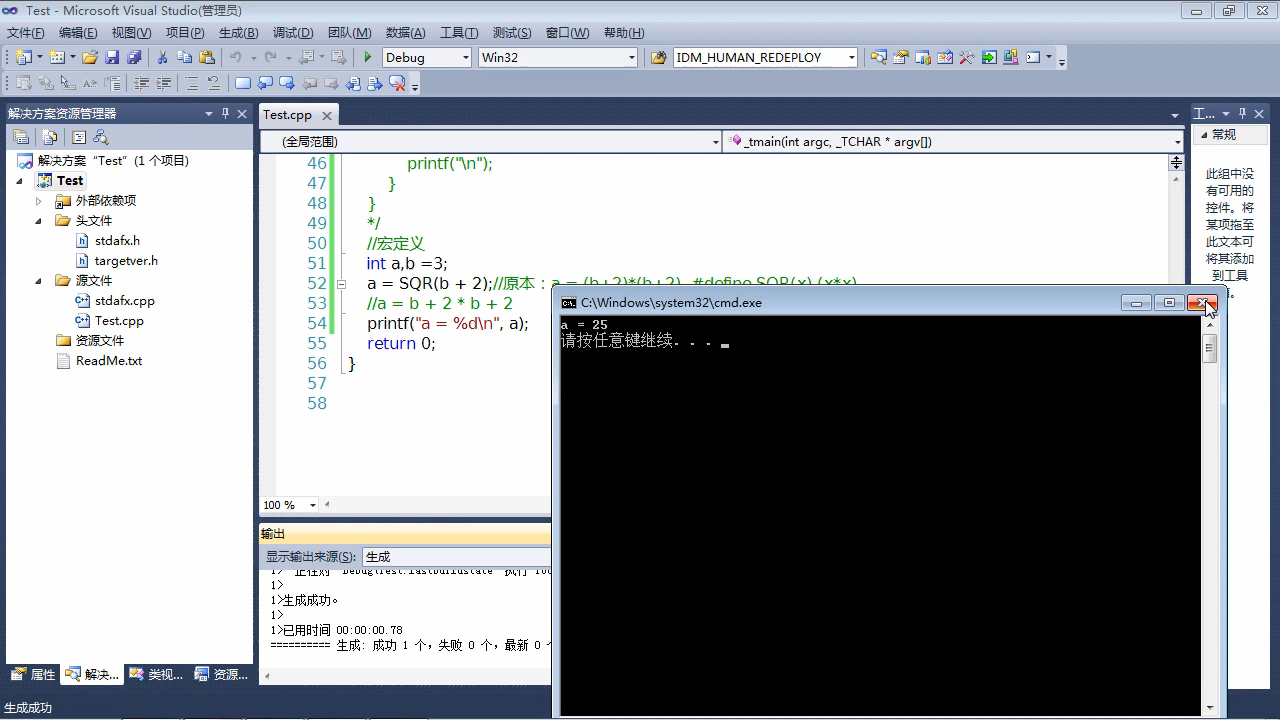 Test - Microsoft Visual Studio(管理员)
文件(F) 编辑(E) 视图(V) 项目(P) 生成(B) 调试(D) 团队(M) 数据(A) 工具(T) 测试(S) 窗口(W) 帮助(H)
Debug Win32 IDM_HUMAN_REDEPLOY
解决方案资源管理器
解决方案 "Test" (1 个项目)
Test
外部依赖项
头文件
stdafx.h
targetver.h
源文件
stdafx.cpp
Test.cpp
资源文件
ReadMe.txt
属性 解决... 类视... 资源...
Test.cpp
(全局范围) _tmain(int argc, _TCHAR * argv[])
46 printf("\n");
47 }
48 }
49 */
50 //宏定义
51 int a,b =3;
52 a = SQR(b + 2);//原本：a = (b+2)*(b+2) #define SQR(x) (x*x)
53 //a = b + 2 * b + 2
54 printf("a = %d\n", a);
55 return 0;
56 }
57
58
100 %
输出
显示输出来源(S): 生成
1>
1>生成成功。
1>
1>已用时间 00:00:00.78
========== 生成: 成功 1 个，失败 0 个，最新 0
C:\Windows\system32\cmd.exe
a = 25
请按任意键继续. . .
工...
常规
此组中没
有可用的
控件。将
某项拖至
此文本可
将其添加
到工具
。
生成成功